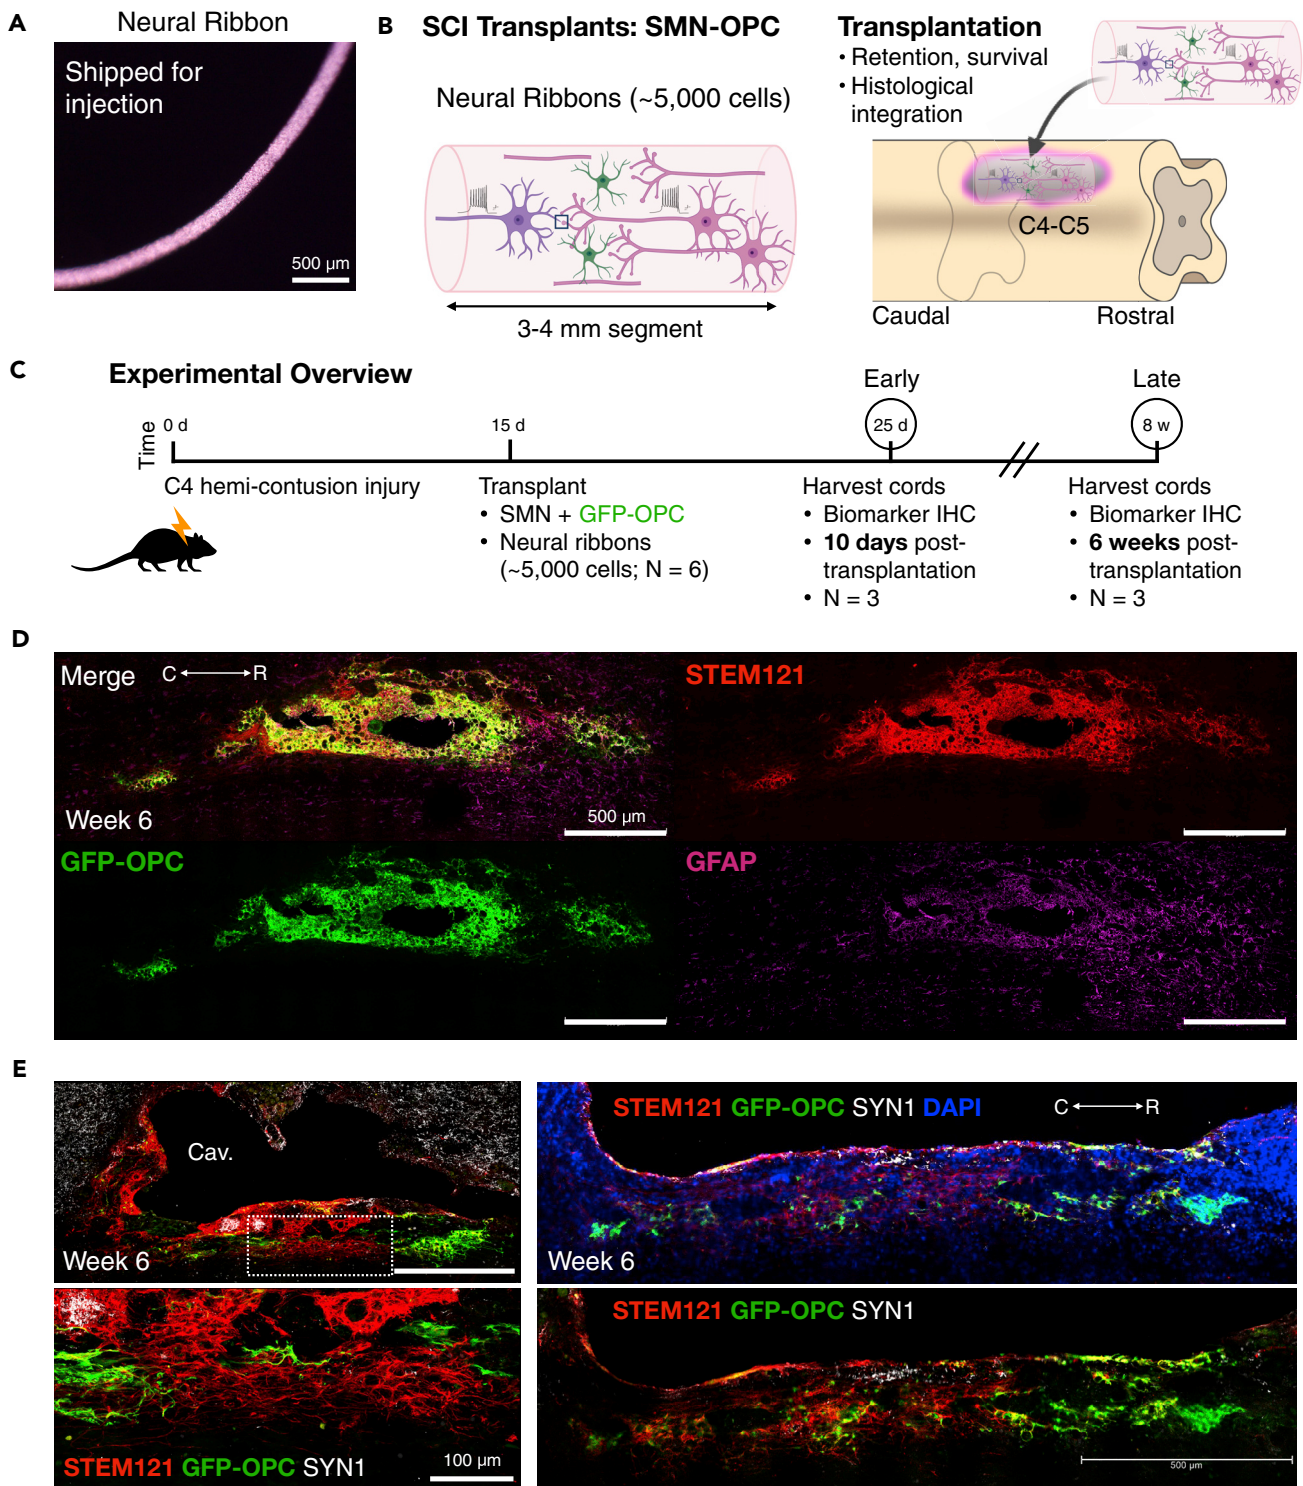 A
Neural Ribbon
Shipped for
injection
500 µm
B
SCI Transplants: SMN-OPC
Neural Ribbons (~5,000 cells)
3-4 mm segment
Transplantation
• Retention, survival
• Histological
integration
C4-C5
Caudal
Rostral
C
Experimental Overview
Time
0 d
15 d
Early
25 d
Late
8 w
C4 hemi-contusion injury
Transplant
• SMN + GFP-OPC
• Neural ribbons
(~5,000 cells; N = 6)
Harvest cords
• Biomarker IHC
• 10 days post-
transplantation
• N = 3
Harvest cords
• Biomarker IHC
• 6 weeks post-
transplantation
• N = 3
D
Merge
C R
Week 6
500 µm
STEM121
GFP-OPC
GFAP
E
Cav.
Week 6
STEM121 GFP-OPC SYN1 DAPI
C R
Week 6
STEM121 GFP-OPC SYN1
100 µm
STEM121 GFP-OPC SYN1
500 µm